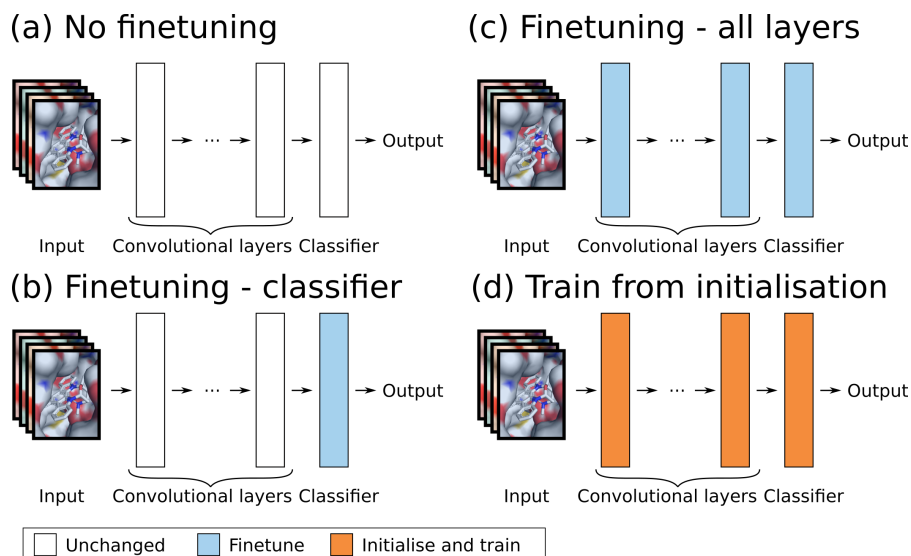 (a) No finetuning
... Output
Input Convolutional layers Classifier
(c) Finetuning - all layers
... Output
Input Convolutional layers Classifier
(b) Finetuning - classifier
... Output
Input Convolutional layers Classifier
(d) Train from initialisation
... Output
Input Convolutional layers Classifier
Unchanged Finetune Initialise and train